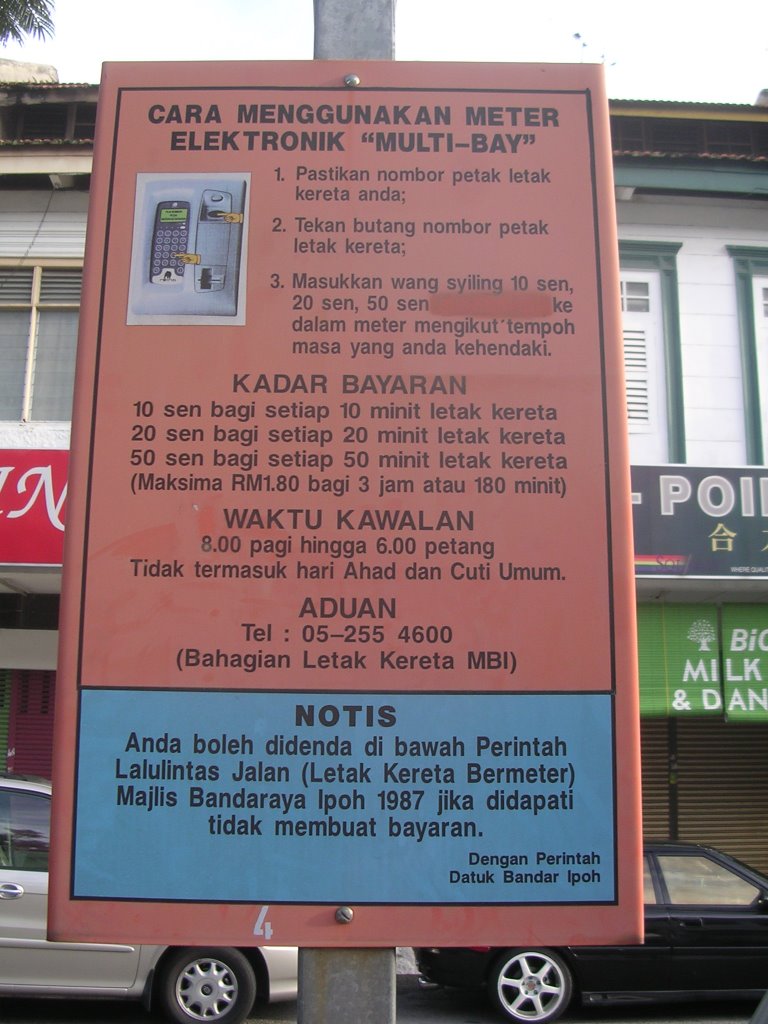 CARA MENGGUNAKAN METER
ELEKTRONIK “MULTI-BAY”
1. Pastikan nombor petak letak
kereta anda;
2. Tekan butang nombor petak
letak kereta;
3. Masukkan wang syiling 10 sen,
20 sen, 50 sen ke
dalam meter mengikut tempoh
masa yang anda kehendaki.
KADAR BAYARAN
10 sen bagi setiap 10 minit letak kereta
20 sen bagi setiap 20 minit letak kereta
50 sen bagi setiap 50 minit letak kereta
(Maksima RM1.80 bagi 3 jam atau 180 minit)
WAKTU KAWALAN
8.00 pagi hingga 6.00 petang
Tidak termasuk hari Ahad dan Cuti Umum.
ADUAN
Tel : 05-255 4600
(Bahagian Letak Kereta MBI)
NOTIS
Anda boleh didenda di bawah Perintah
Lalulintas Jalan (Letak Kereta Bermeter)
Majlis Bandaraya Ipoh 1987 jika didapati
tidak membuat bayaran.
Dengan Perintah
Datuk Bandar Ipoh
4
IN
- POI
合
MILK
& DAN